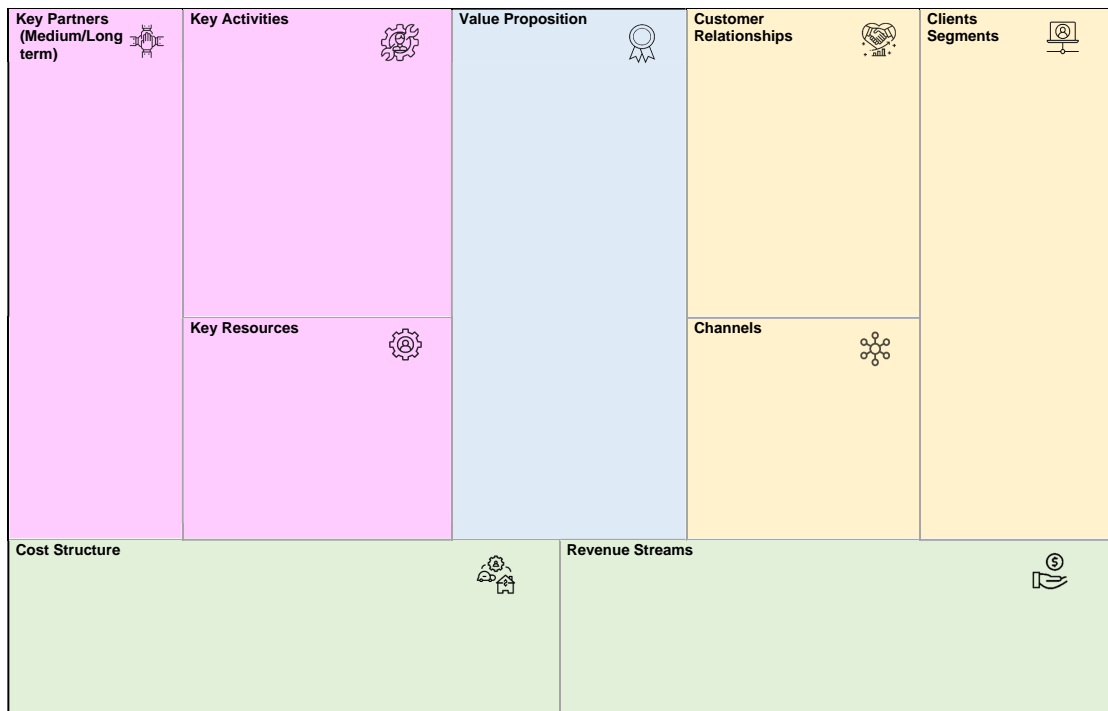 Key Partners
(Medium/Long
term)
Key Activities
Value Proposition
Customer
Relationships
Clients
Segments
Key Resources
Channels
Cost Structure
Revenue Streams
$